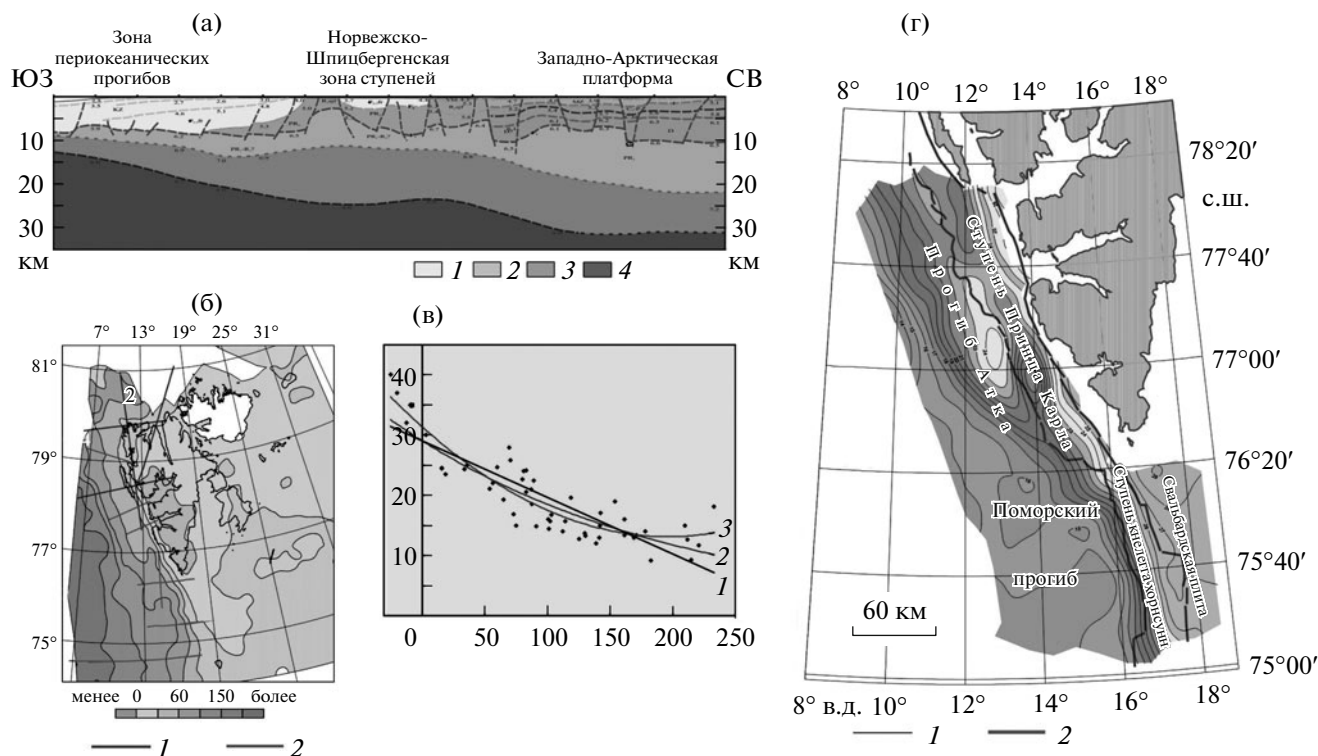 (а)
Зона
периокеанических
прогибов
Норвежско-
Шпицбергенская
зона ступеней
Западно-Арктическая
платформа
ЮЗ
СВ
10
20
30
км
10
20
30
км
1 2 3 4
(б)
7° 13° 19° 25° 31°
81°
79°
77°
75°
2
менее 0 60 150 более
1 2
(в)
40
30
20
10
0 50 100 150 200 250
3
2
1
(г)
8° 10° 12° 14° 16° 18°
78°20′
с.ш.
77°40′
77°00′
76°20′
75°40′
75°00′
Ступень Принца Карла
Прогиб Атка
Поморский
прогиб
Ступень кнелегга-хорнсунн
Свальбардская плита
60 км
8° в.д. 10° 12° 14° 16° 18°
1 2